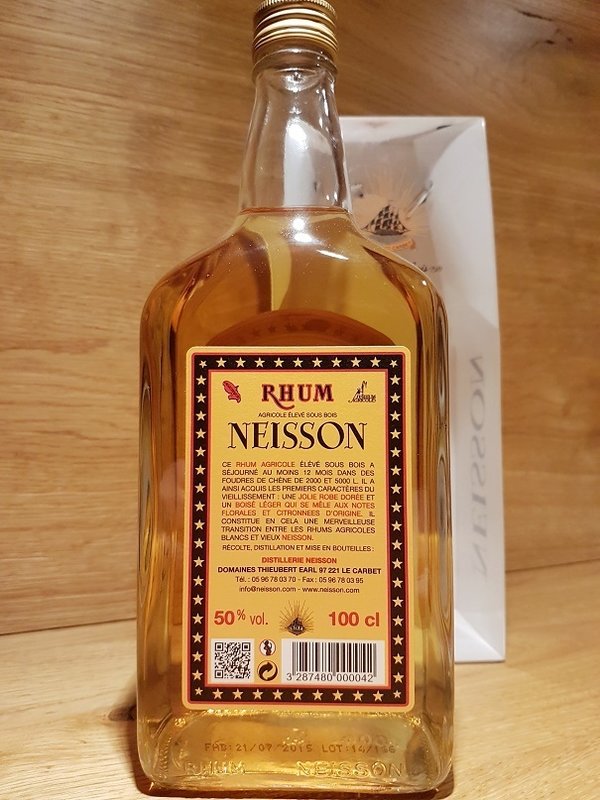 RHUM
AGRICOLE ÉLEVÉ SOUS BOIS
NEISSON
CE RHUM AGRICOLE ÉLEVÉ SOUS BOIS A
SÉJOURNÉ AU MOINS 12 MOIS DANS DES
FOUDRES DE CHÊNE DE 2000 ET 5000 L. IL A
AINSI ACQUIS LES PREMIERS CARACTÈRES DU
VIEILLISSEMENT : UNE JOLIE ROBE DORÉE ET
UN BOISÉ LÉGER QUI SE MÊLE AUX NOTES
FLORALES ET CITRONNEES D'ORIGINE. IL
CONSTITUE EN CELA UNE MERVEILLEUSE
TRANSITION ENTRE LES RHUMS AGRICOLES
BLANCS ET VIEUX NEISSON.
RÉCOLTE, DISTILLATION ET MISE EN BOUTEILLES :
DISTILLERIE NEISSON
DOMAINES THIEUBERT EARL 97 221 LE CARBET
Tél. : 05 96 78 03 70 - Fax : 05 96 78 03 95
info@neisson.com - www.neisson.com
50% vol. 100 cl
3 287480 000042
FAB:21/07/2015 LOT:14/
RHUM NEISSON
NEISSON